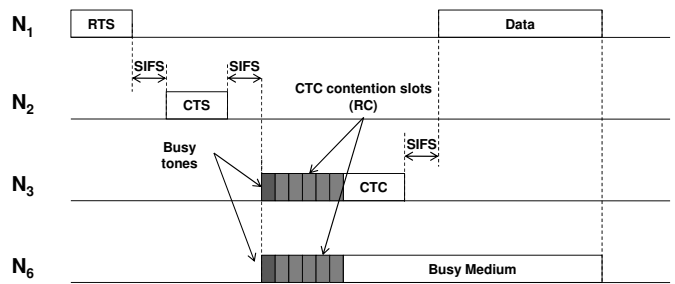 N1
RTS
Data
SIFS
SIFS
N2
CTS
CTC contention slots
(RC)
Busy
tones
SIFS
N3
CTC
N6
Busy Medium